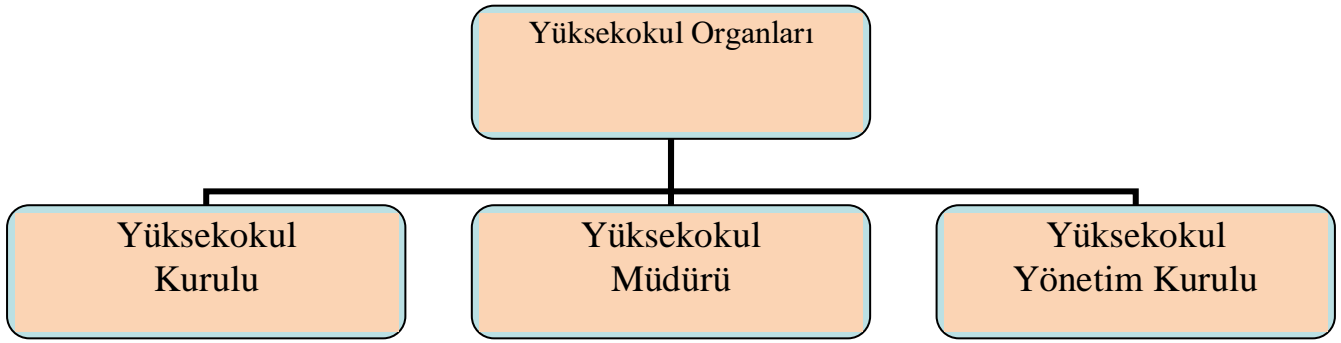 Yüksekokul Organları
Yüksekokul
Kurulu
Yüksekokul
Müdürü
Yüksekokul
Yönetim Kurulu